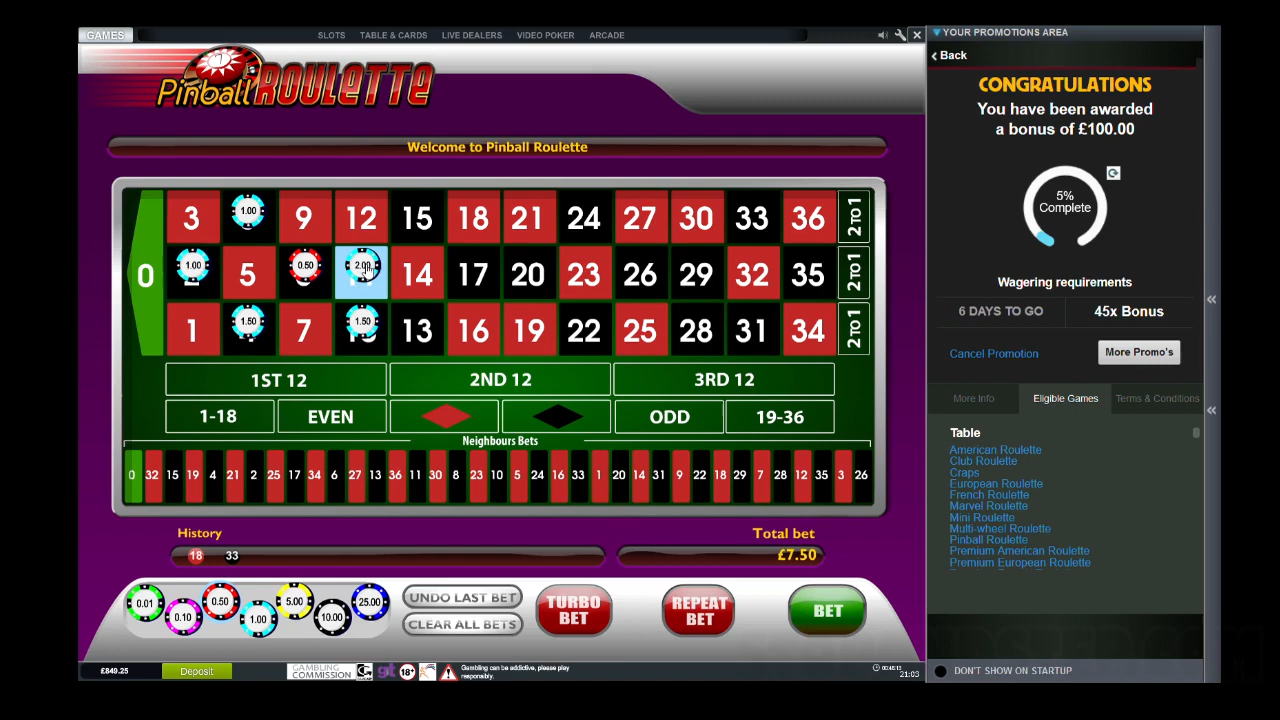 GAMES
SLOTS TABLE & CARDS LIVE DEALERS VIDEO POKER ARCADE
Pinball ROULETTE
Welcome to Pinball Roulette
3 1.00 9 12 15 18 21 24 27 30 33 36 2 TO 1
0 1.00 5 0.50 2.00 14 17 20 23 26 29 32 35 2 TO 1
1 1.50 7 1.50 13 16 19 22 25 28 31 34 2 TO 1
1ST 12 2ND 12 3RD 12
1-18 EVEN ODD 19-36
Neighbours Bets
0 32 15 19 4 21 2 25 17 34 6 27 13 36 11 30 8 23 10 5 24 16 33 1 20 14 31 9 22 18 29 7 28 12 35 3 26
History
Total bet
18 33
£7.50
0.01 0.10 0.50 1.00 5.00 10.00 25.00
UNDO LAST BET
CLEAR ALL BETS
TURBO
BET
REPEAT
BET
BET
£849.25
Deposit
GAMBLING
COMMISSION
18+
Gambling can be addictive, please play
responsibly.
21:03
YOUR PROMOTIONS AREA
Back
CONGRATULATIONS
You have been awarded
a bonus of £100.00
5%
Complete
Wagering requirements
6 DAYS TO GO 45x Bonus
Cancel Promotion More Promo's
More Info Eligible Games Terms & Conditions
Table
American Roulette
Club Roulette
Craps
European Roulette
French Roulette
Marvel Roulette
Mini Roulette
Multi-wheel Roulette
Pinball Roulette
Premium American Roulette
Premium European Roulette
DON'T SHOW ON STARTUP